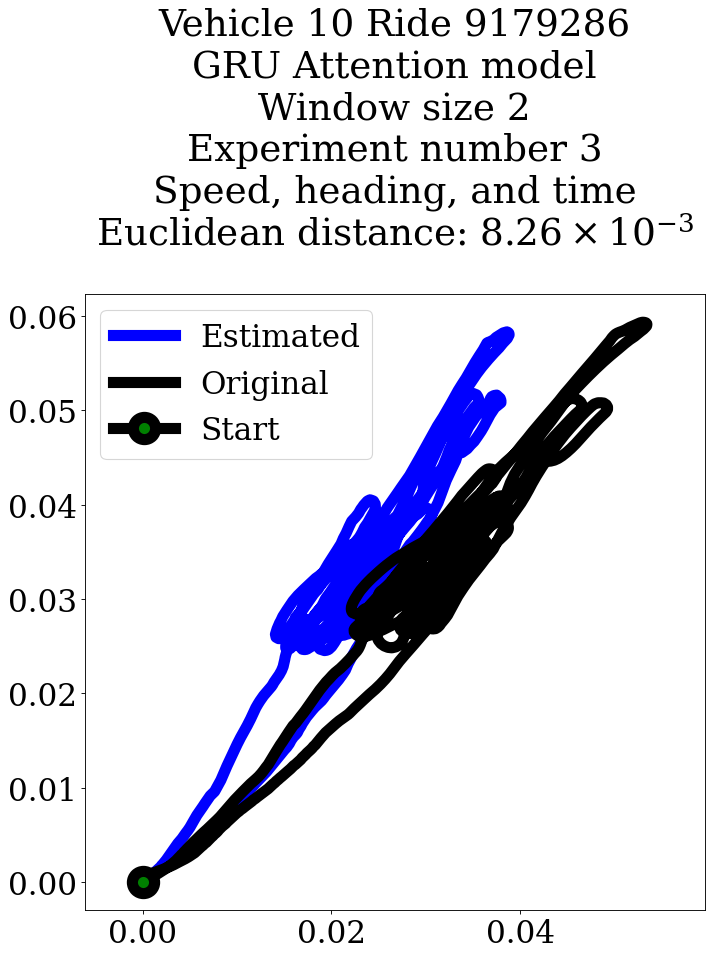 Vehicle 10 Ride 9179286
GRU Attention model
Window size 2
Experiment number 3
Speed, heading, and time
Euclidean distance: 8.26 × 10⁻³
0.06
0.05
0.04
0.03
0.02
0.01
0.00
Estimated
Original
Start
0.00 0.02 0.04